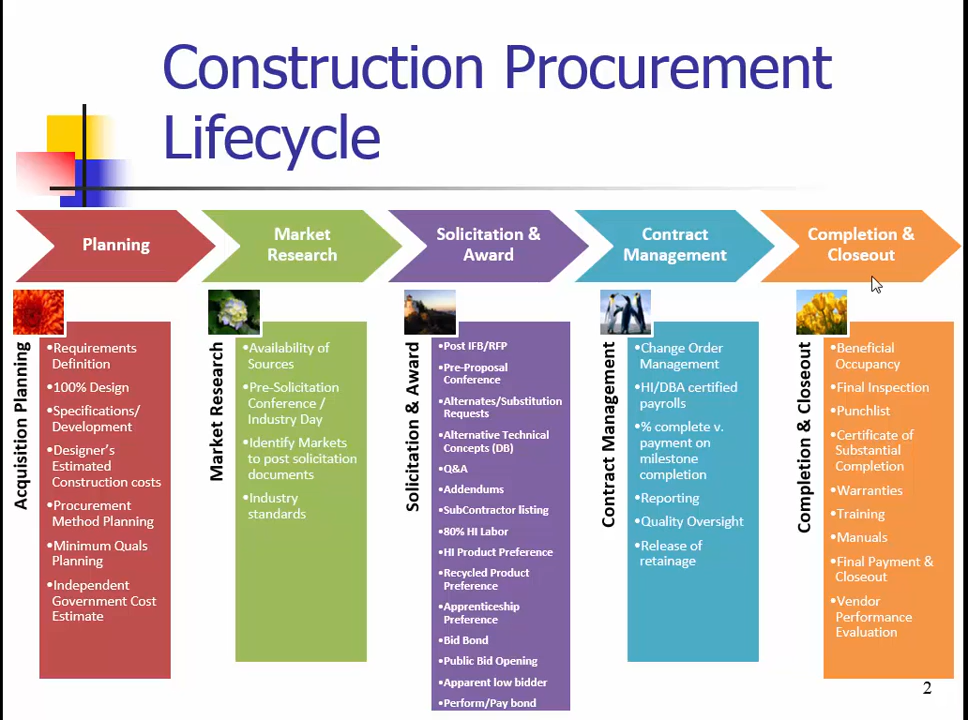 Construction Procurement
Lifecycle
Planning
Market
Research
Solicitation &
Award
Contract
Management
Completion &
Closeout
Acquisition Planning
•Requirements
Definition
•100% Design
•Specifications/
Development
•Designer's
Estimated
Construction costs
•Procurement
Method Planning
•Minimum Quals
Planning
•Independent
Government Cost
Estimate
Market Research
•Availability of
Sources
•Pre-Solicitation
Conference /
Industry Day
•Identify Markets
to post solicitation
documents
•Industry
standards
Solicitation & Award
•Post IFB/RFP
•Pre-Proposal
Conference
•Alternates/Substitution
Requests
•Alternative Technical
Concepts (DB)
•Q&A
•Addendums
•SubContractor listing
•80% HI Labor
•HI Product Preference
•Recycled Product
Preference
•Apprenticeship
Preference
•Bid Bond
•Public Bid Opening
•Apparent low bidder
•Perform/Pay bond
Contract Management
•Change Order
Management
•HI/DBA certified
payrolls
•% complete v.
payment on
milestone
completion
•Reporting
•Quality Oversight
•Release of
retainage
Completion & Closeout
•Beneficial
Occupancy
•Final Inspection
•Punchlist
•Certificate of
Substantial
Completion
•Warranties
•Training
•Manuals
•Final Payment &
Closeout
•Vendor
Performance
Evaluation
2